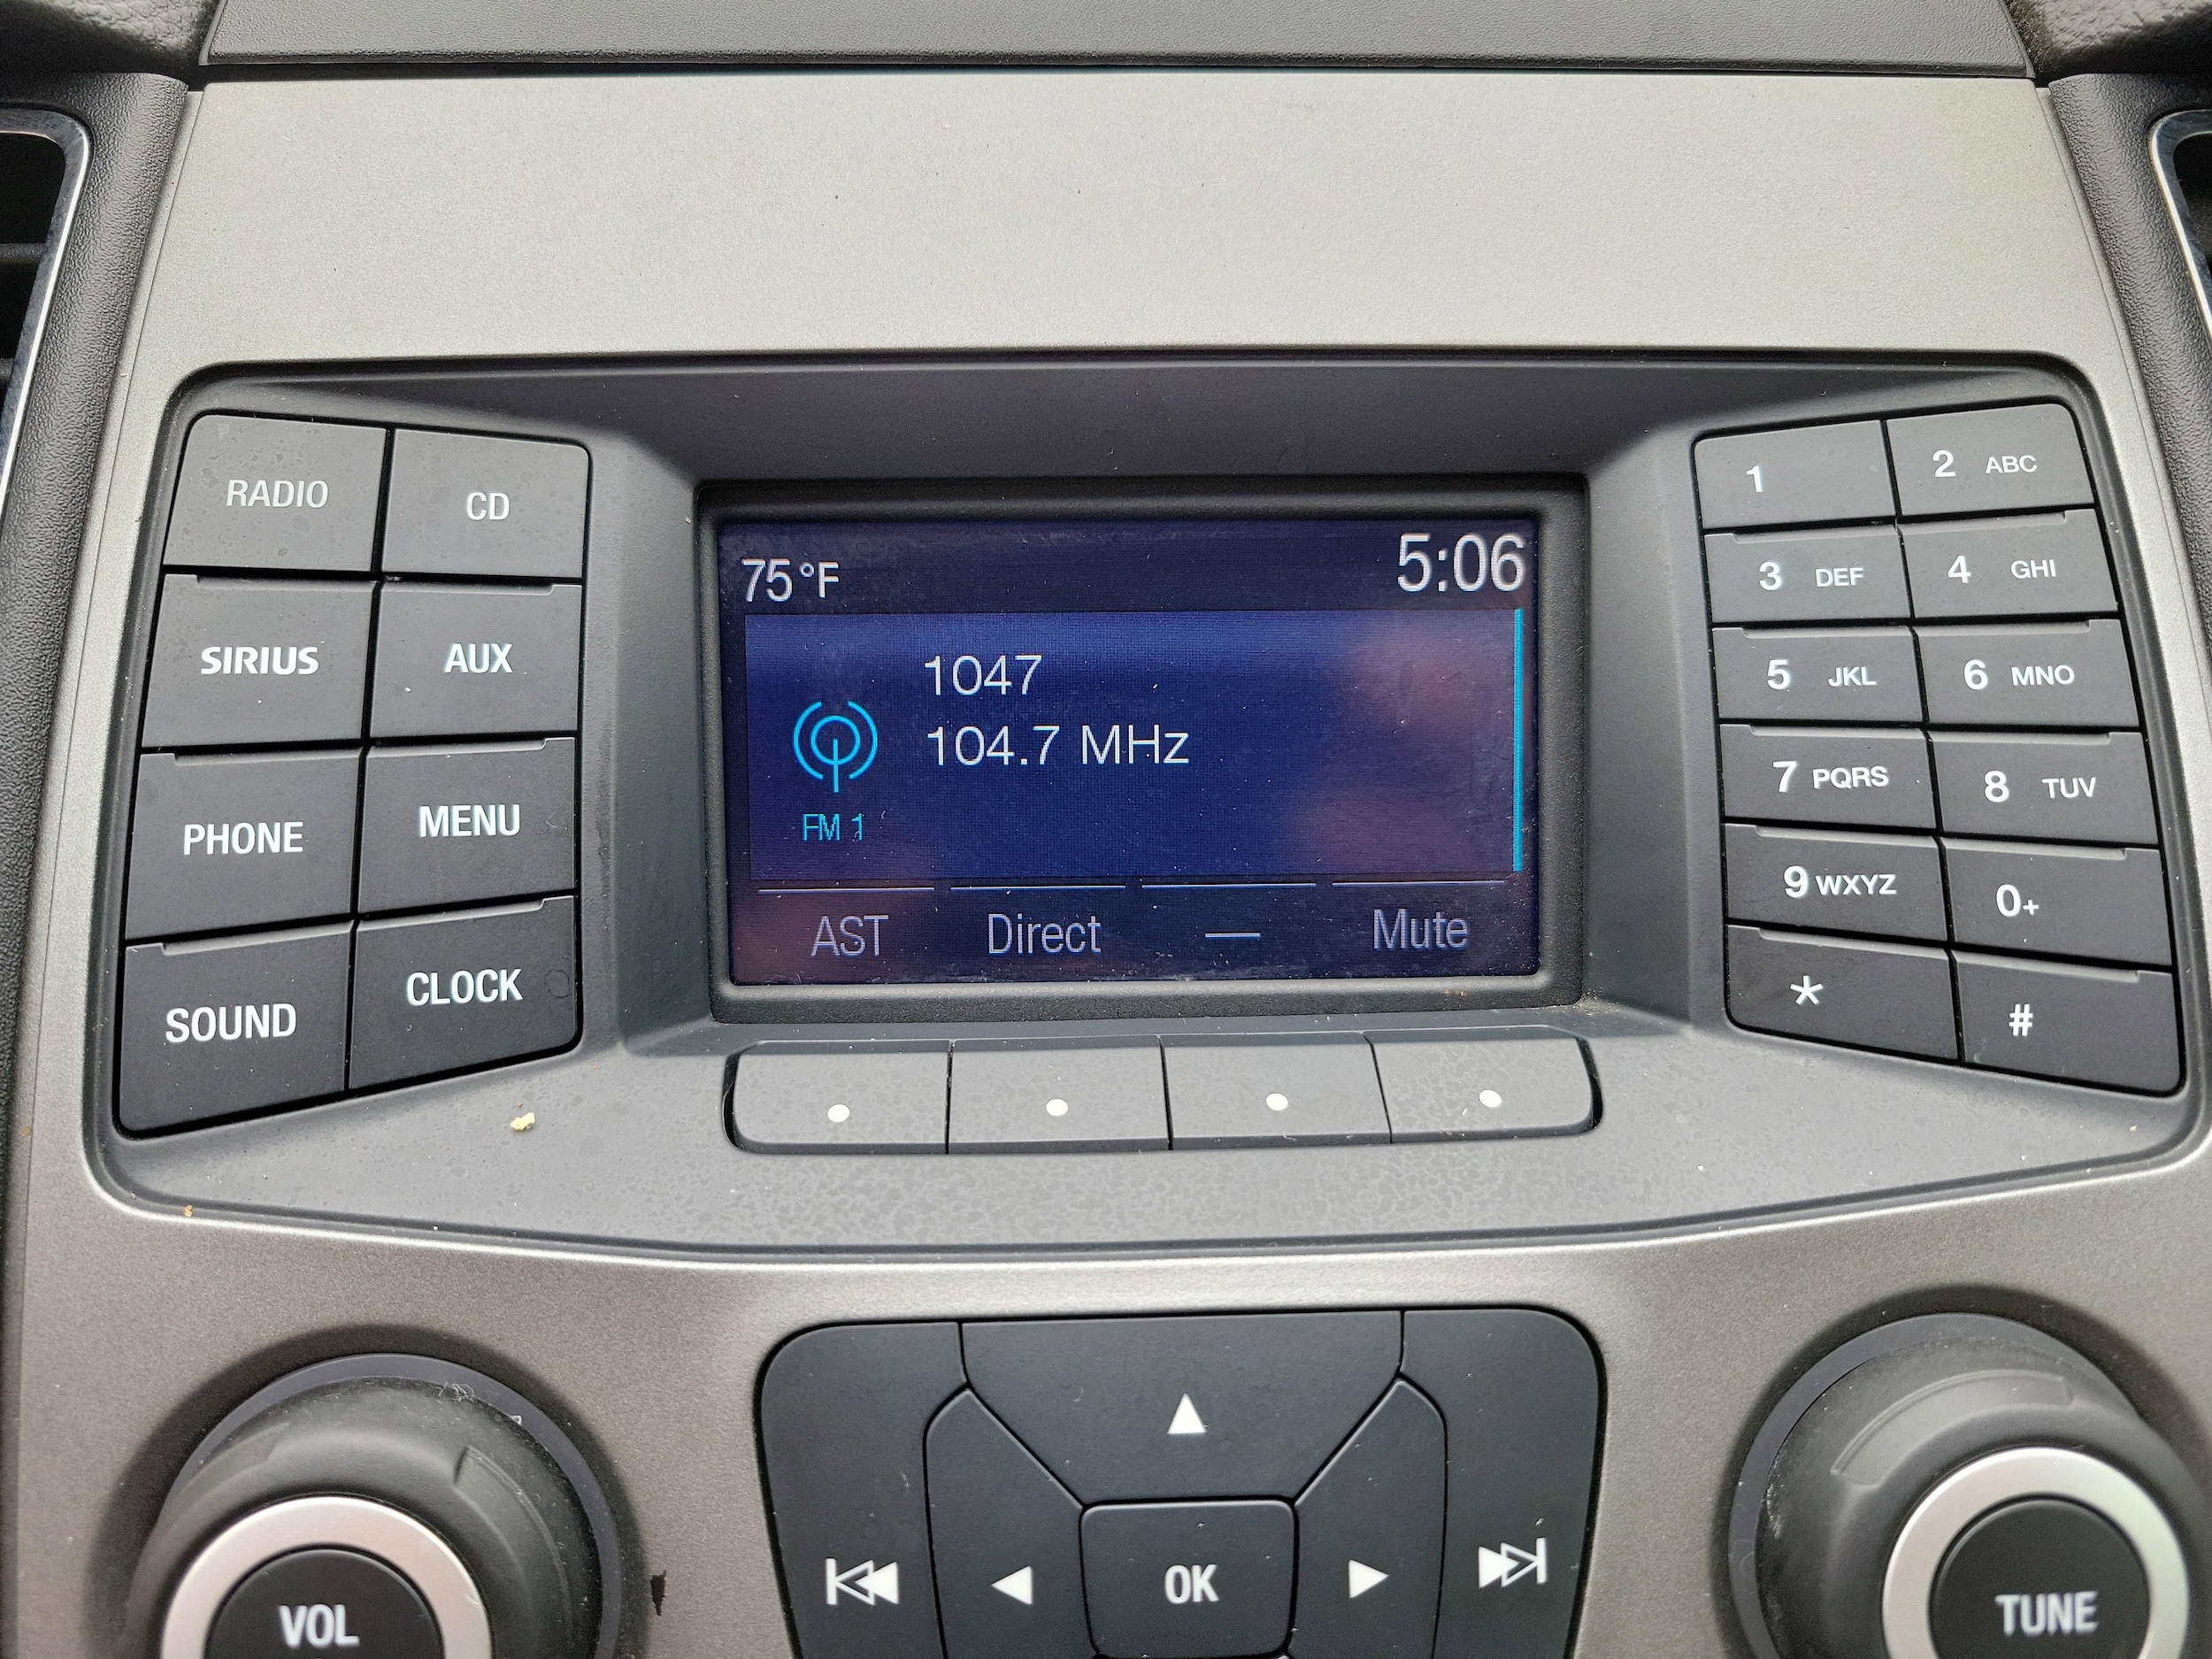 RADIO
CD
SIRIUS
AUX
PHONE
MENU
SOUND
CLOCK
75°F
5:06
1047
104.7 MHz
FM 1
AST Direct — Mute
1
2 ABC
3 DEF
4 GHI
5 JKL
6 MNO
7 PQRS
8 TUV
9 WXYZ
0+
*
#
VOL
OK
TUNE